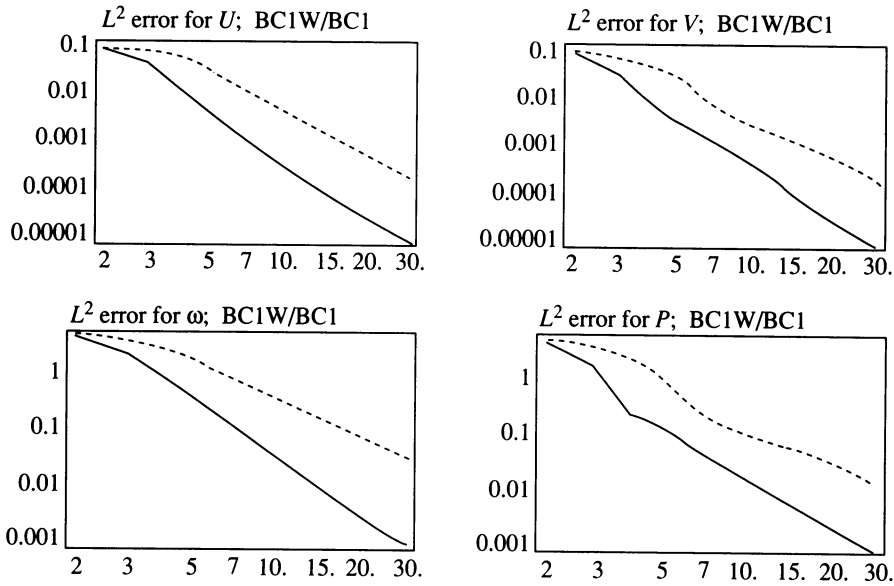 L² error for U; BC1W/BC1
0.1
0.01
0.001
0.0001
0.00001
2 3 5 7 10. 15. 20. 30.
L² error for V; BC1W/BC1
0.1
0.01
0.001
0.0001
0.00001
2 3 5 7 10. 15. 20. 30.
L² error for ω; BC1W/BC1
1
0.1
0.01
0.001
2 3 5 7 10. 15. 20. 30.
L² error for P; BC1W/BC1
1
0.1
0.01
0.001
2 3 5 7 10. 15. 20. 30.